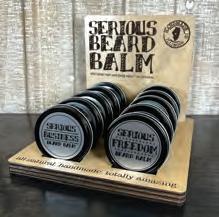 SERIOUS
BEARD
BALM
SERIOUS
BUSINESS
BEARD BALM
SERIOUS
FREEDOM
BEARD BALM
all natural handmade totally amazing